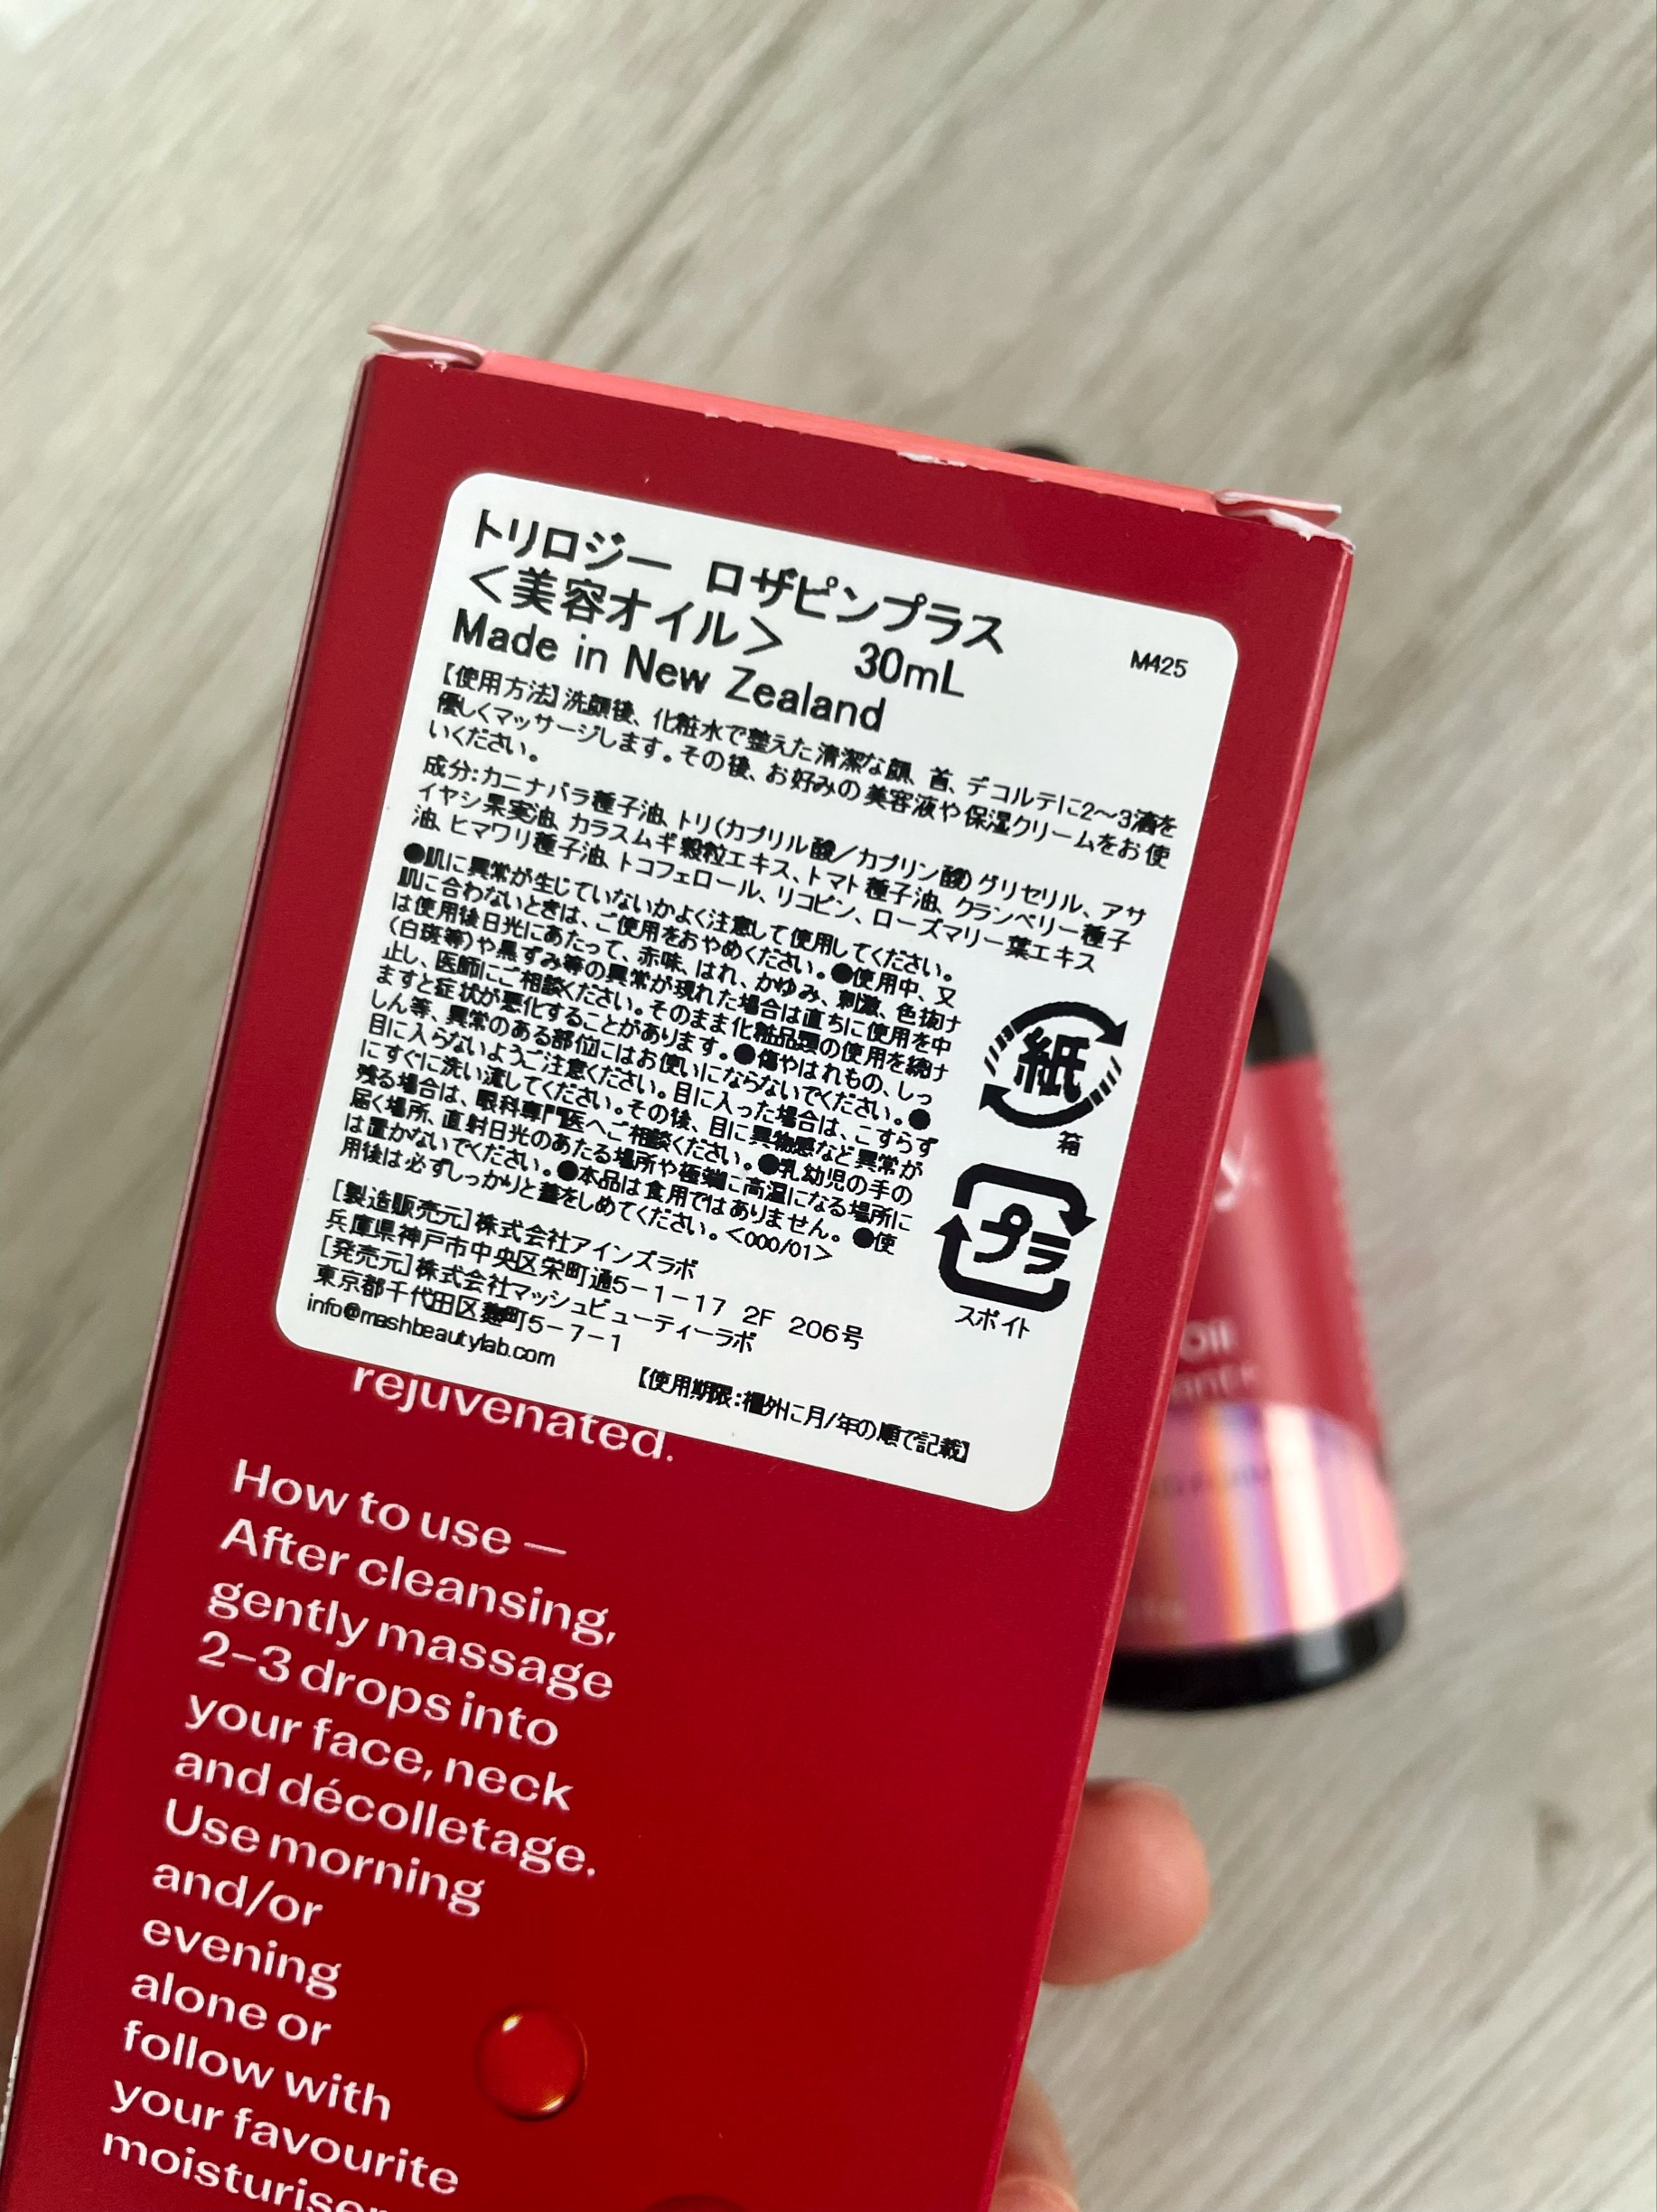 トリロジー ロザピンプラス
<美容オイル> 30mL
M425
Made in New Zealand
【使用方法】洗顔後、化粧水で整えた清潔な顔、首、デコルテに2～3滴を
優しくマッサージします。その後、お好みの美容液や保湿クリームをお使
いください。
成分:カニナバラ種子油、トリ(カプリル酸/カプリン酸)グリセリル、アサ
イヤシ果実油、カラスムギ穀粒エキス、トマト種子油、クランベリー種子
油、ヒマワリ種子油、トコフェロール、リコピン、ローズマリー葉エキス
●肌に異常が生じていないかよく注意して使用してください。
肌に合わないときは、ご使用をおやめください。●使用中、又
は使用後日光にあたって、赤味、はれ、かゆみ、刺激、色抜け
(白斑等)や黒ずみ等の異常が現れた場合は直ちに使用を中
止し、医師にご相談ください。そのまま化粧品類の使用を続け
ますと症状が悪化することがあります。●傷やはれもの、しっ
しん等、異常のある部位にはお使いにならないでください。●
目に入らないようご注意ください。目に入った場合は、こすらず
にすぐに洗い流してください。その後、目に異物感など異常が
残る場合は、眼科専門医へご相談ください。●乳幼児の手の
届く場所、直射日光のあたる場所や極端に高温になる場所に
は置かないでください。●本品は食用ではありません。●使
用後は必ずしっかりと蓋をしめてください。<000/01>
紙
箱
プラ
スポイト
[製造販売元]株式会社アインズラボ
兵庫県神戸市中央区栄町通5-1-17 2F 206号
[発売元]株式会社マッシュビューティーラボ
東京都千代田区麹町5-7-1
info@mashbeautylab.com
【使用期限:欄外に月/年の順で記載】
rejuvenated.
How to use —
After cleansing,
gently massage
2-3 drops into
your face, neck
and décolletage.
Use morning
and/or
evening
alone or
follow with
your favourite
moisturiser
y
Oil